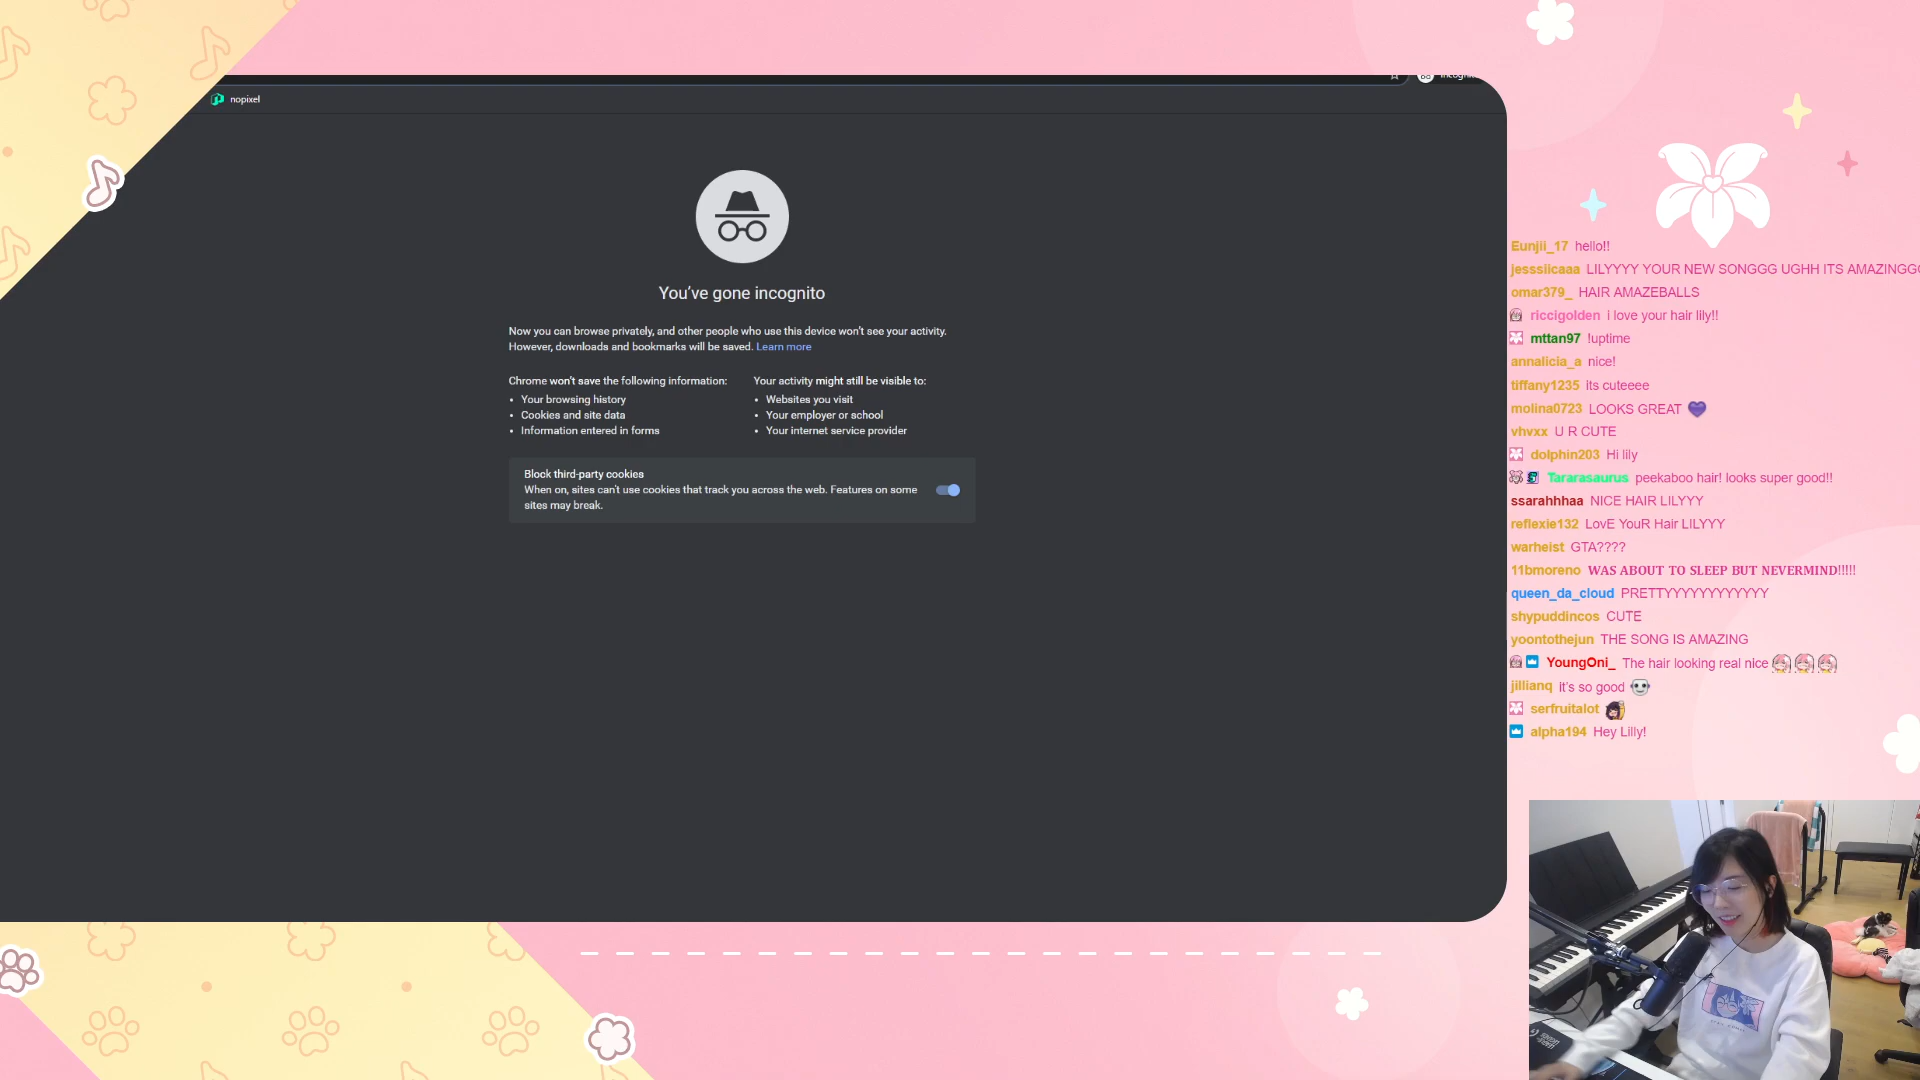 nopixel
You've gone incognito
Now you can browse privately, and other people who use this device won't see your activity.
However, downloads and bookmarks will be saved. Learn more
Chrome won't save the following information:
Your browsing history
Cookies and site data
Information entered in forms
Your activity might still be visible to:
Websites you visit
Your employer or school
Your internet service provider
Block third-party cookies
When on, sites can't use cookies that track you across the web. Features on some
sites may break.
Eunjii_17 hello!!
jesssiicaaa LILYYYY YOUR NEW SONGGG UGHH ITS AMAZINGG
omar379_ HAIR AMAZEBALLS
riccigolden i love your hair lily!!
mttan97 !uptime
annalicia_a nice!
tiffany1235 its cuteeee
molina0723 LOOKS GREAT
vhvxx U R CUTE
dolphin203 Hi lily
Tararasaurus peekaboo hair! looks super good!!
ssarahhhaa NICE HAIR LILYYY
reflexie132 LovE YouR Hair LILYYY
warheist GTA????
11bmoreno WAS ABOUT TO SLEEP BUT NEVERMIND!!!!!
queen_da_cloud PRETTYYYYYYYYYYYY
shypuddincos CUTE
yoontothejun THE SONG IS AMAZING
YoungOni_ The hair looking real nice
jillianq it's so good
serfruitalot
alpha194 Hey Lilly!